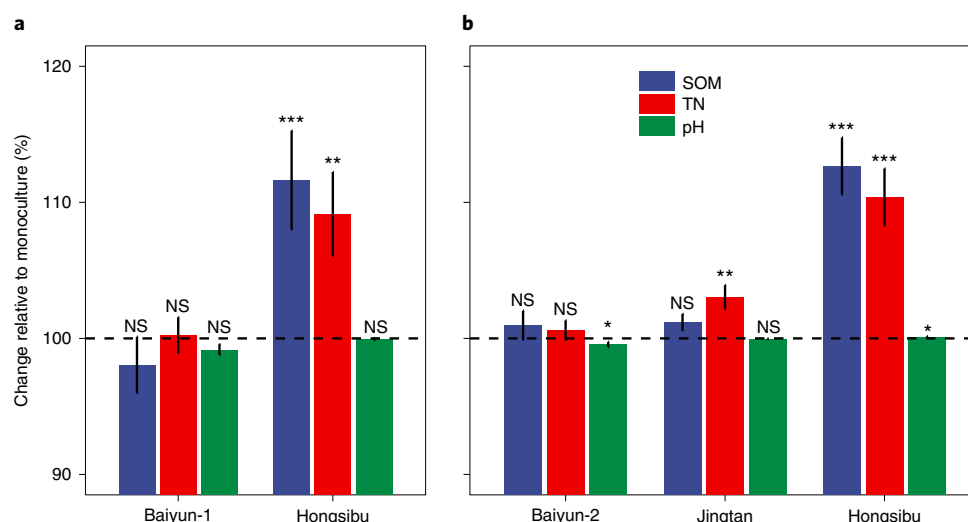 a
b
Change relative to monoculture (%)
120
110
100
90
NS
NS
NS
***
**
NS
Baiyun-1
Hongsibu
SOM
TN
pH
NS
NS
*
NS
**
NS
***
***
*
Baiyun-2
Jingtan
Hongsibu